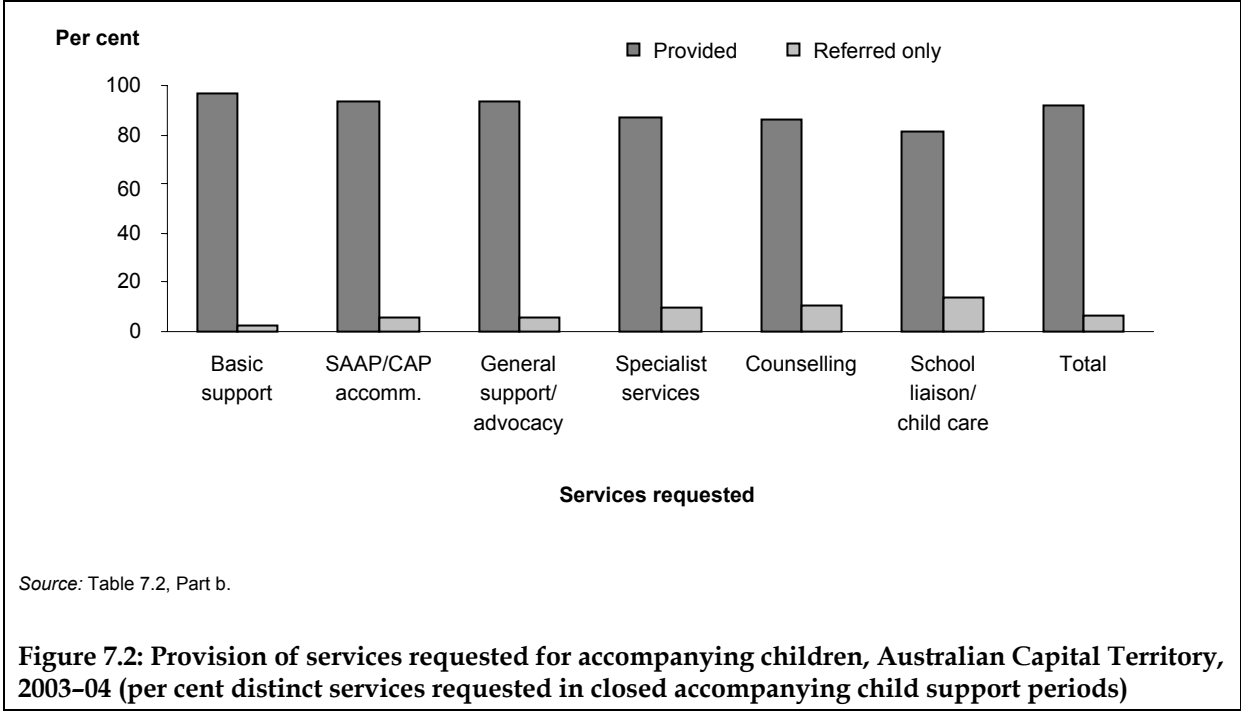 Per cent
Provided
Referred only
100
80
60
40
20
0
Basic
support
SAAP/CAP
accomm.
General
support/
advocacy
Specialist
services
Counselling
School
liaison/
child care
Total
Services requested
Source: Table 7.2, Part b.
Figure 7.2: Provision of services requested for accompanying children, Australian Capital Territory,
2003–04 (per cent distinct services requested in closed accompanying child support periods)